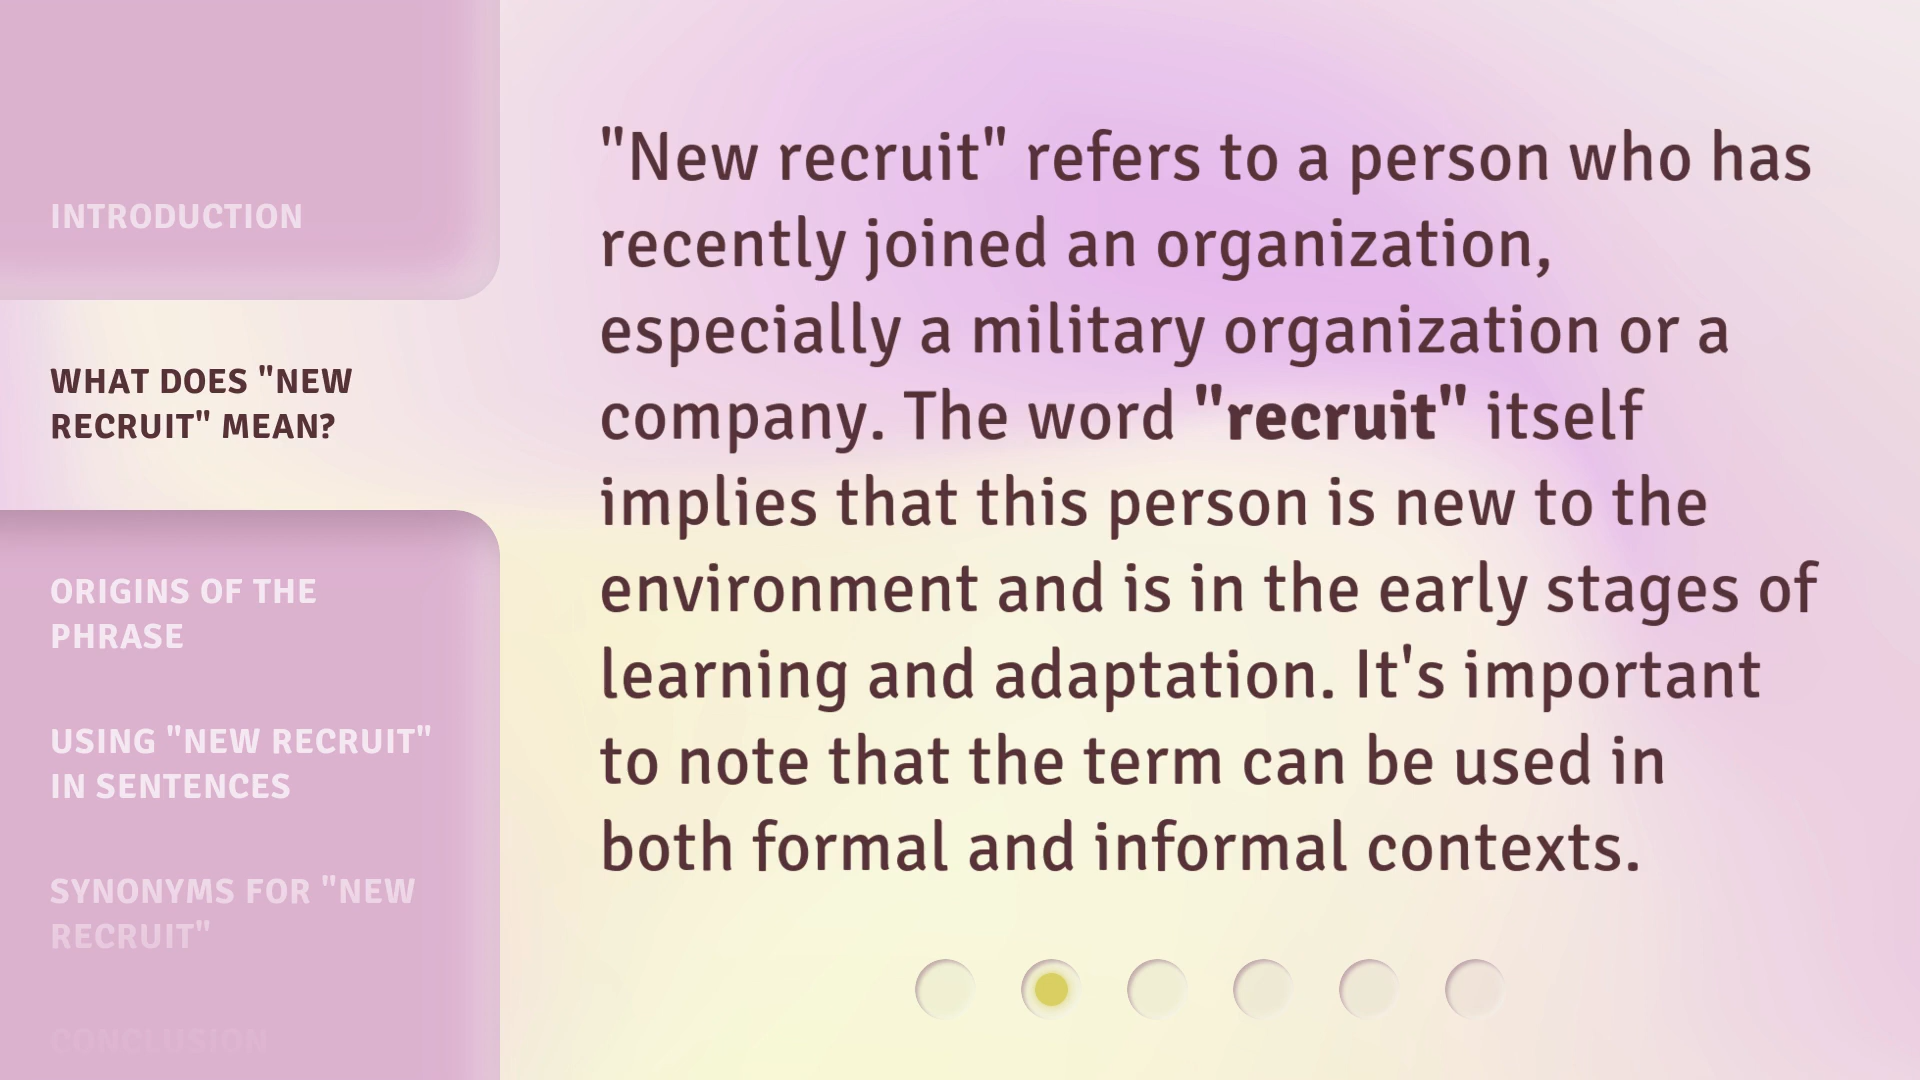 INTRODUCTION
WHAT DOES "NEW
RECRUIT" MEAN?
ORIGINS OF THE
PHRASE
USING "NEW RECRUIT"
IN SENTENCES
SYNONYMS FOR "NEW
RECRUIT"
CONCLUSION
"New recruit" refers to a person who has
recently joined an organization,
especially a military organization or a
company. The word "recruit" itself
implies that this person is new to the
environment and is in the early stages of
learning and adaptation. It's important
to note that the term can be used in
both formal and informal contexts.